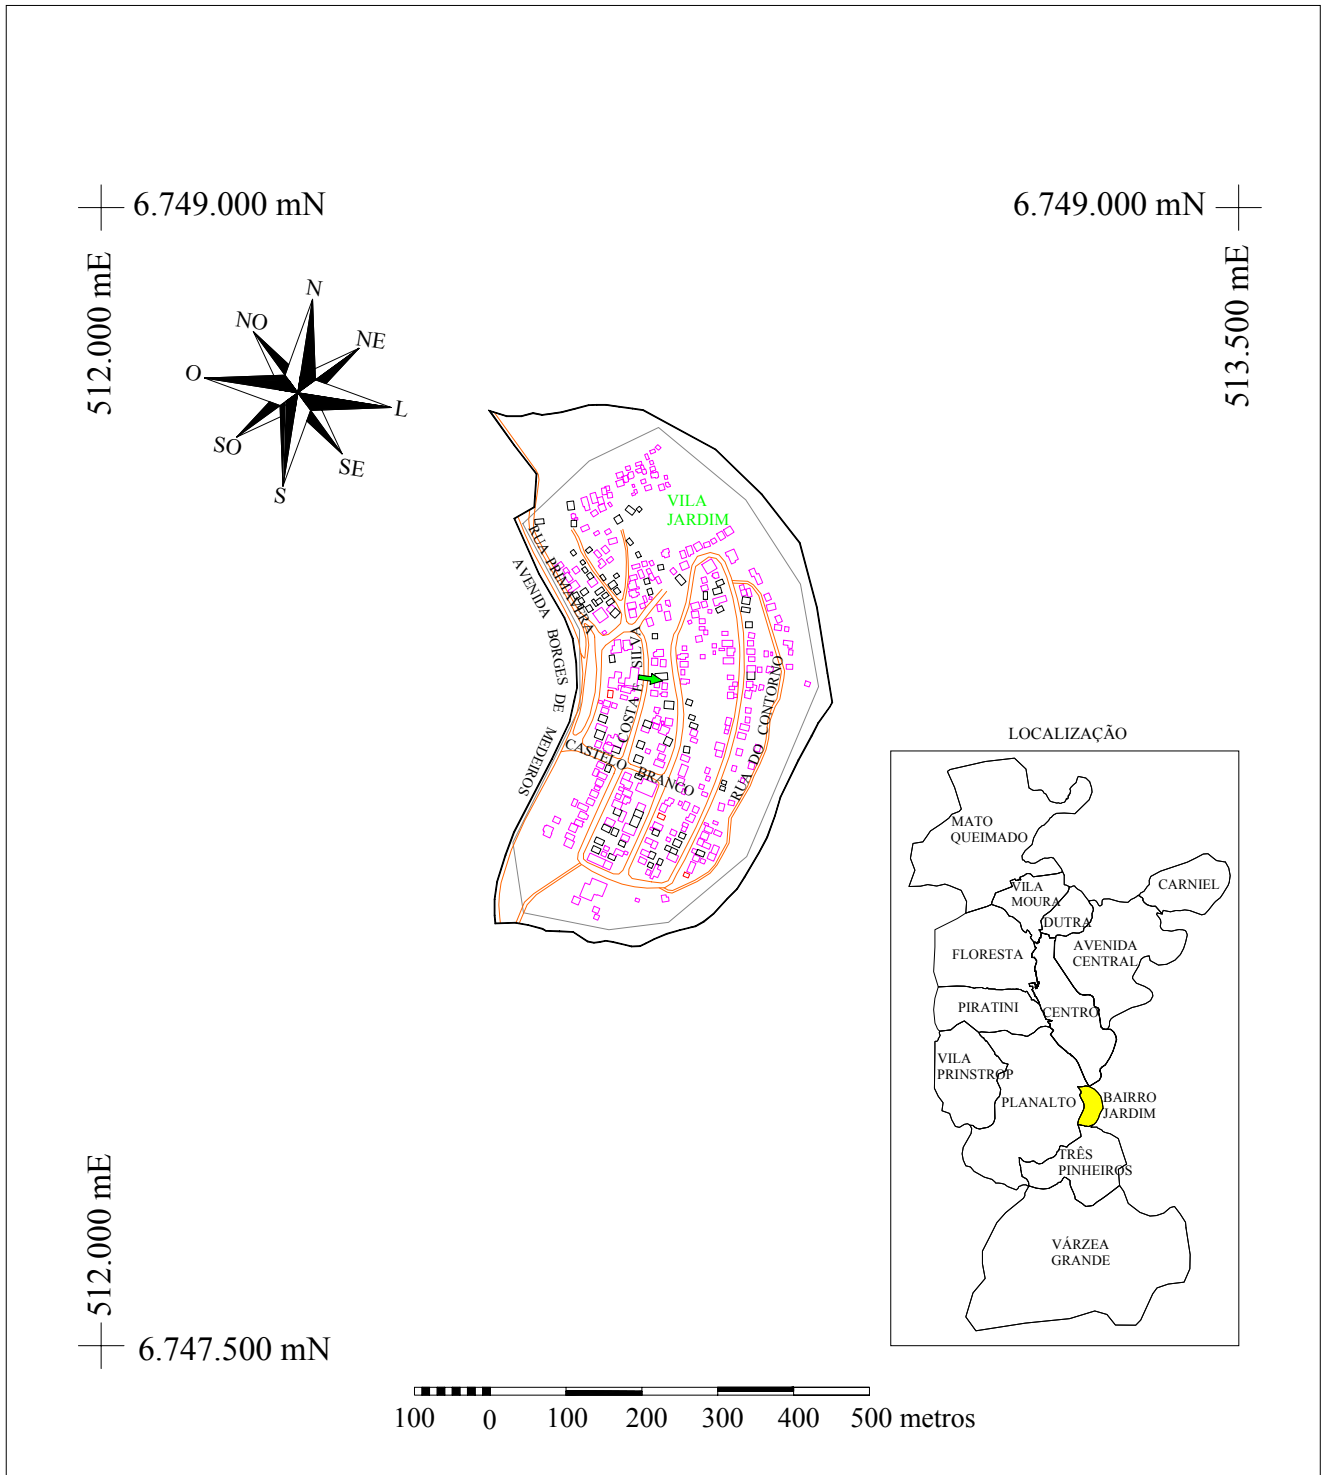 6.749.000 mN
6.749.000 mN
512.000 mE
513.500 mE
N
NO
NE
O
L
SO
SE
S
VILA
JARDIM
RUA PRIMAVERA
AVENIDA BORGES DE MEDEIROS
COSTA E SILVA
CASTELO BRANCO
RUA DO CONTORNO
LOCALIZAÇÃO
MATO
QUEIMADO
VILA
MOURA
CARNIEL
DUTRA
FLORESTA
AVENIDA
CENTRAL
PIRATINI
CENTRO
VILA
PRINSTROP
PLANALTO
BAIRRO
JARDIM
TRÊS
PINHEIROS
VÁRZEA
GRANDE
512.000 mE
6.747.500 mN
100 0 100 200 300 400 500 metros